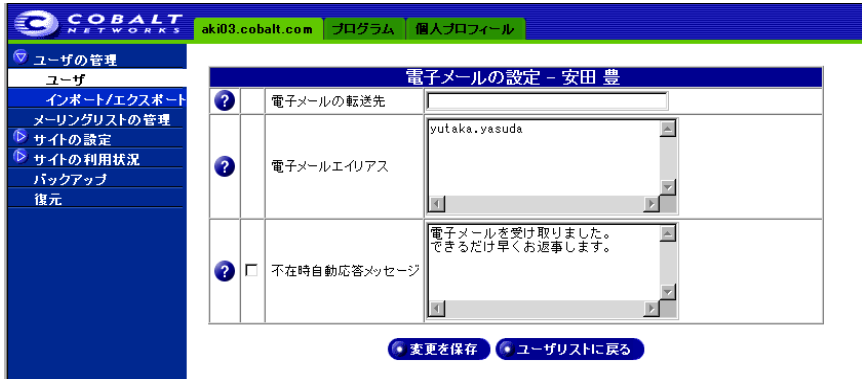 COBALT
NETWORKS
aki03.cobalt.com
プログラム
個人プロフィール
ユーザの管理
ユーザ
インポート/エクスポート
メーリングリストの管理
サイトの設定
サイトの利用状況
バックアップ
復元
電子メールの設定 - 安田 豊
電子メールの転送先
電子メールエイリアス
yutaka.yasuda
不在時自動応答メッセージ
電子メールを受け取りました。
できるだけ早くお返事します。
変更を保存
ユーザリストに戻る